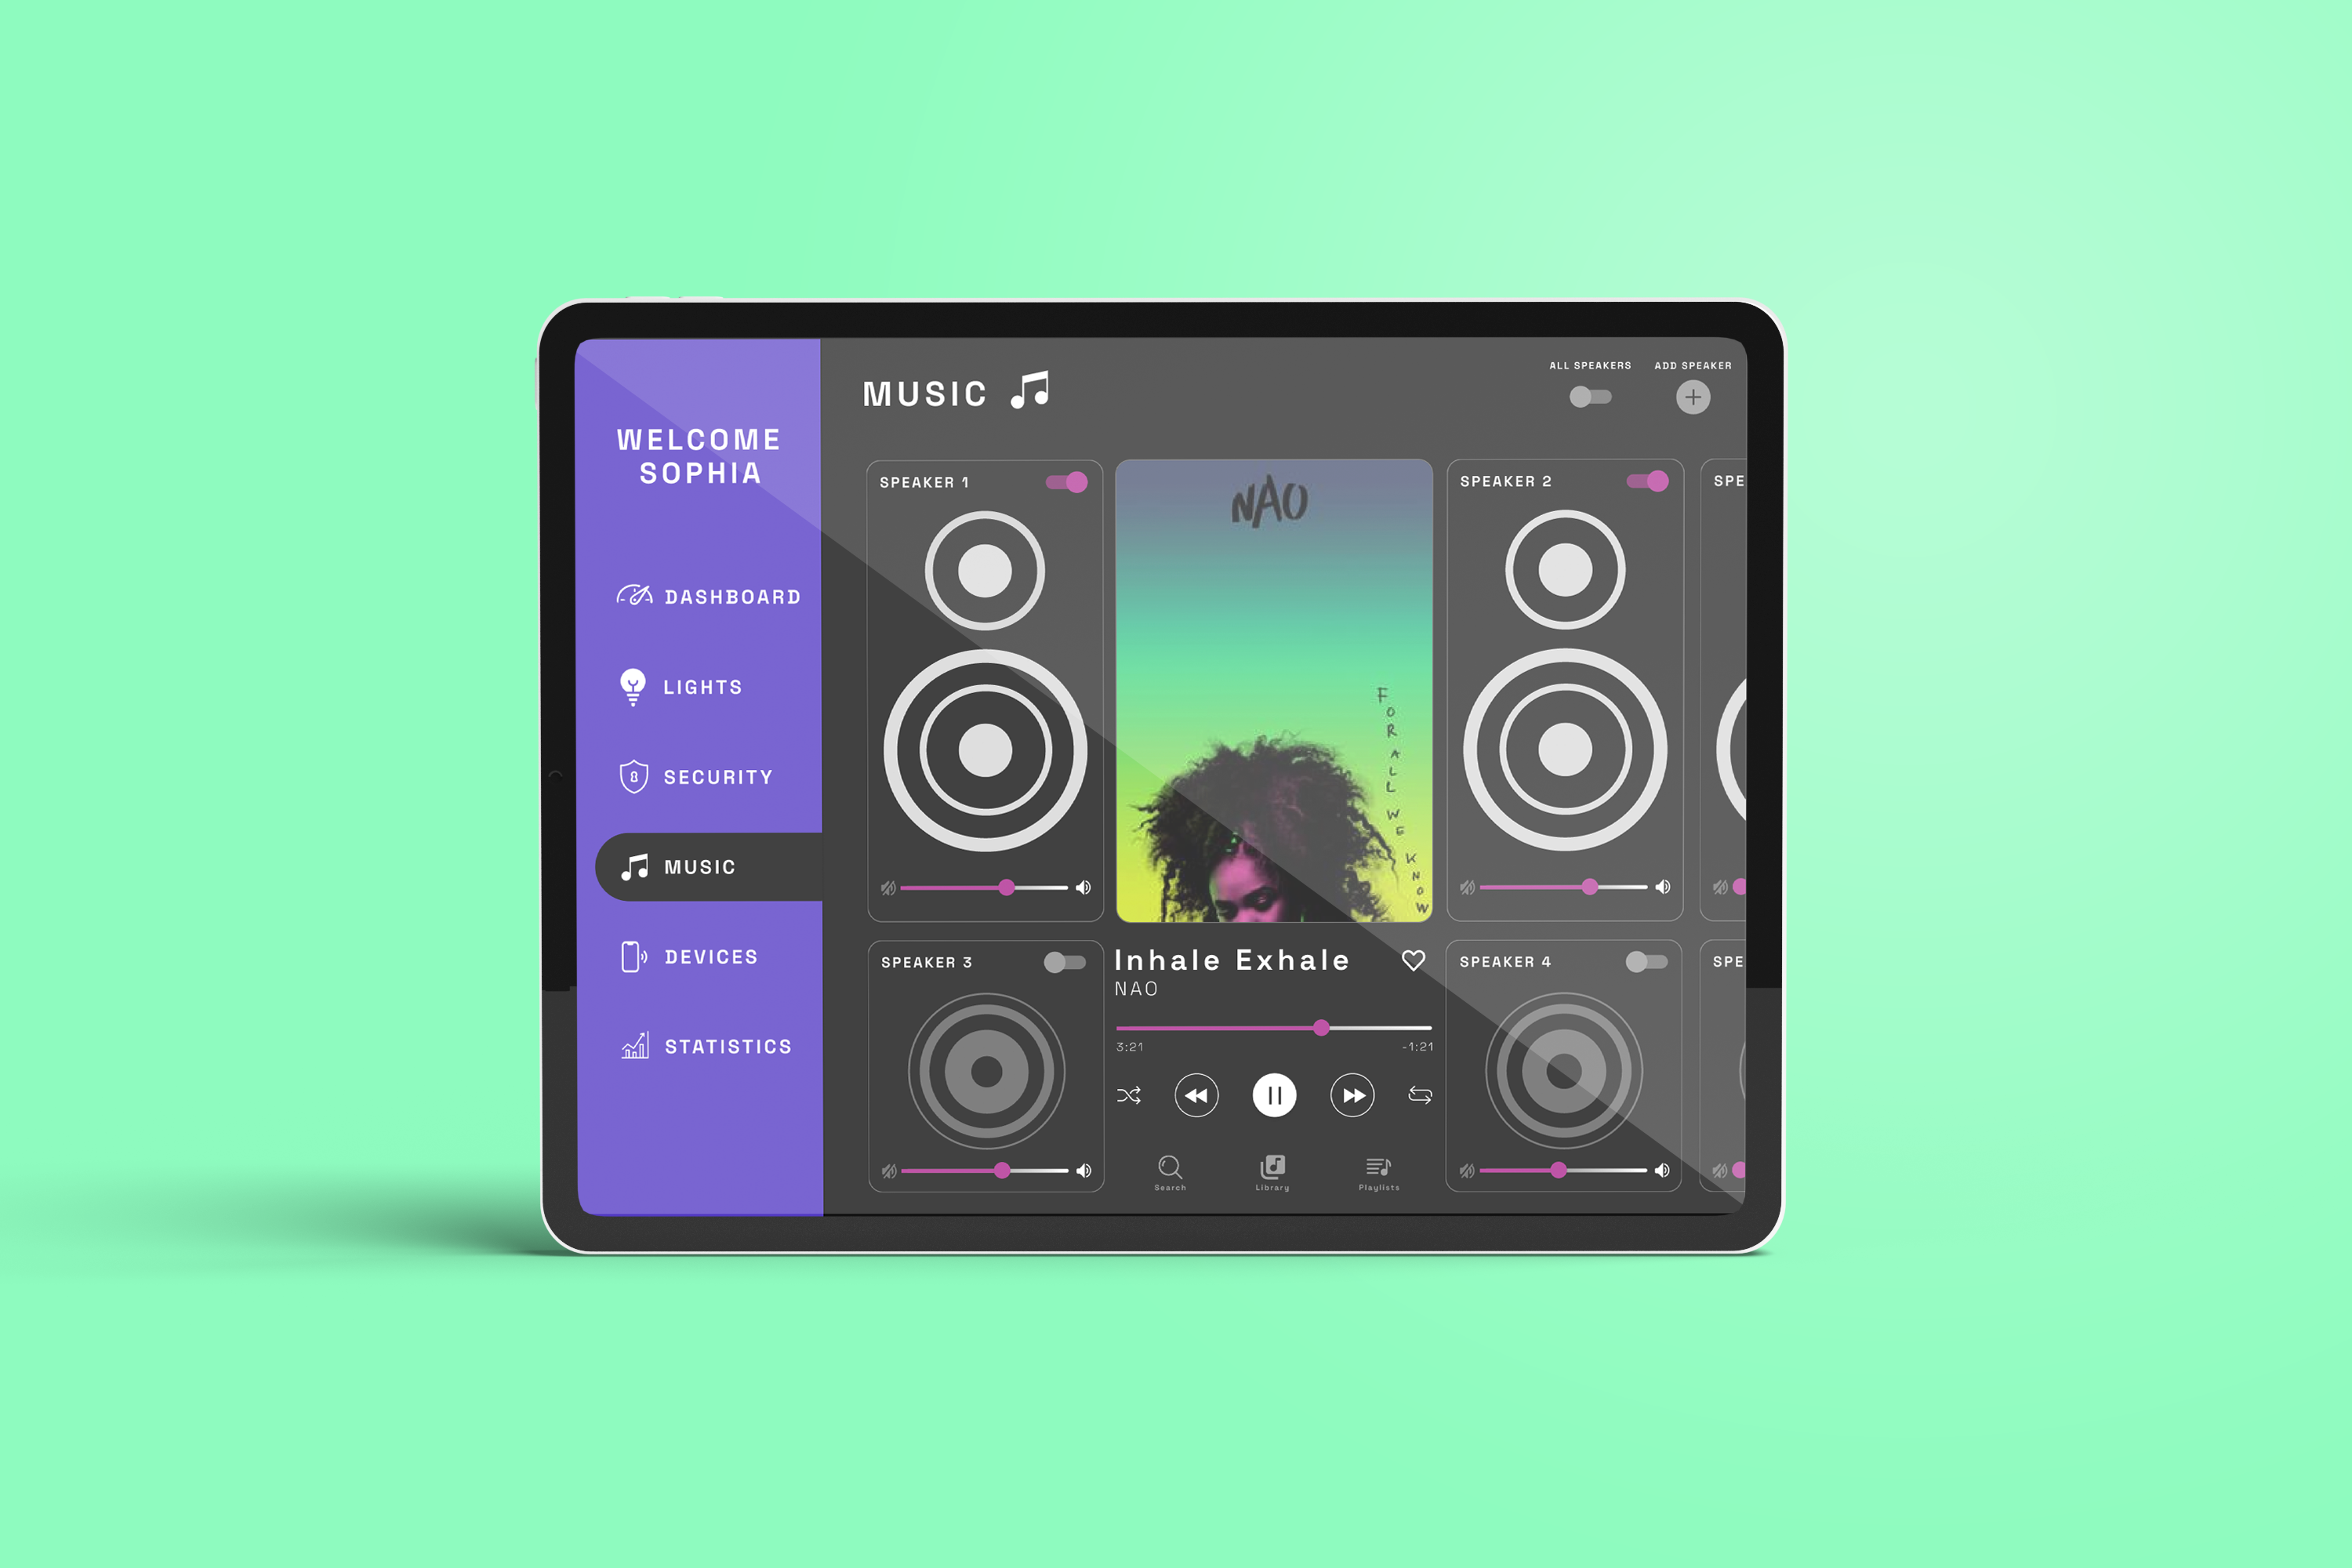 WELCOME
SOPHIA
DASHBOARD
LIGHTS
SECURITY
MUSIC
DEVICES
STATISTICS
MUSIC
ALL SPEAKERS
ADD SPEAKER
SPEAKER 1
NAO
FOR ALL WE KNOW
SPEAKER 2
SPE
SPEAKER 3
Inhale Exhale
NAO
3:21
-1:21
Search
Library
Playlists
SPEAKER 4
SPE